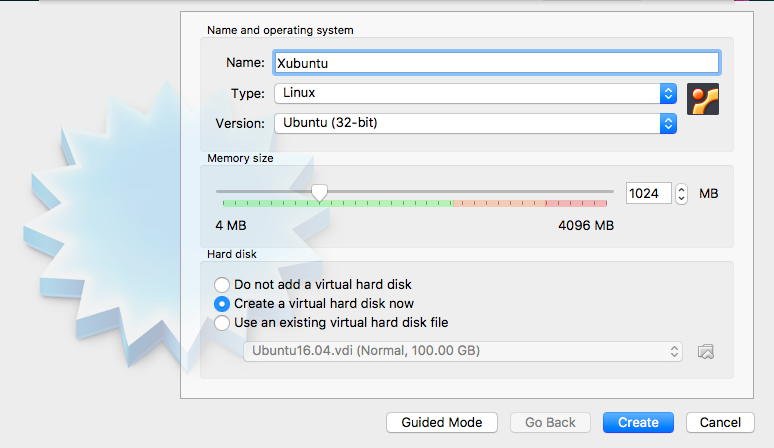 Name and operating system
Name: Xubuntu
Type: Linux
Version: Ubuntu (32-bit)
Memory size
1024 MB
4 MB 4096 MB
Hard disk
Do not add a virtual hard disk
Create a virtual hard disk now
Use an existing virtual hard disk file
Ubuntu16.04.vdi (Normal, 100.00 GB)
Guided Mode Go Back Create Cancel